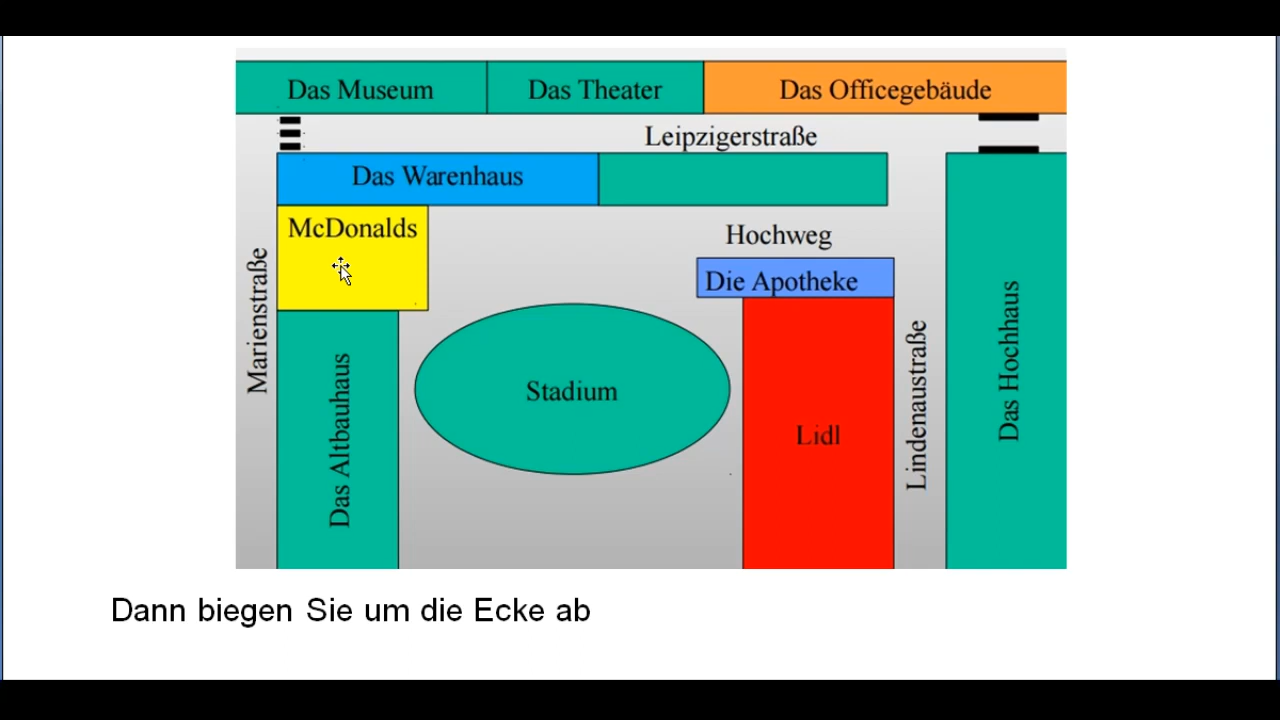 Das Museum
Das Theater
Das Officegebäude
Leipzigerstraße
Das Warenhaus
McDonalds
Hochweg
Die Apotheke
Marienstraße
Das Altbauhaus
Stadium
Lidl
Lindenaustraße
Das Hochhaus
Dann biegen Sie um die Ecke ab